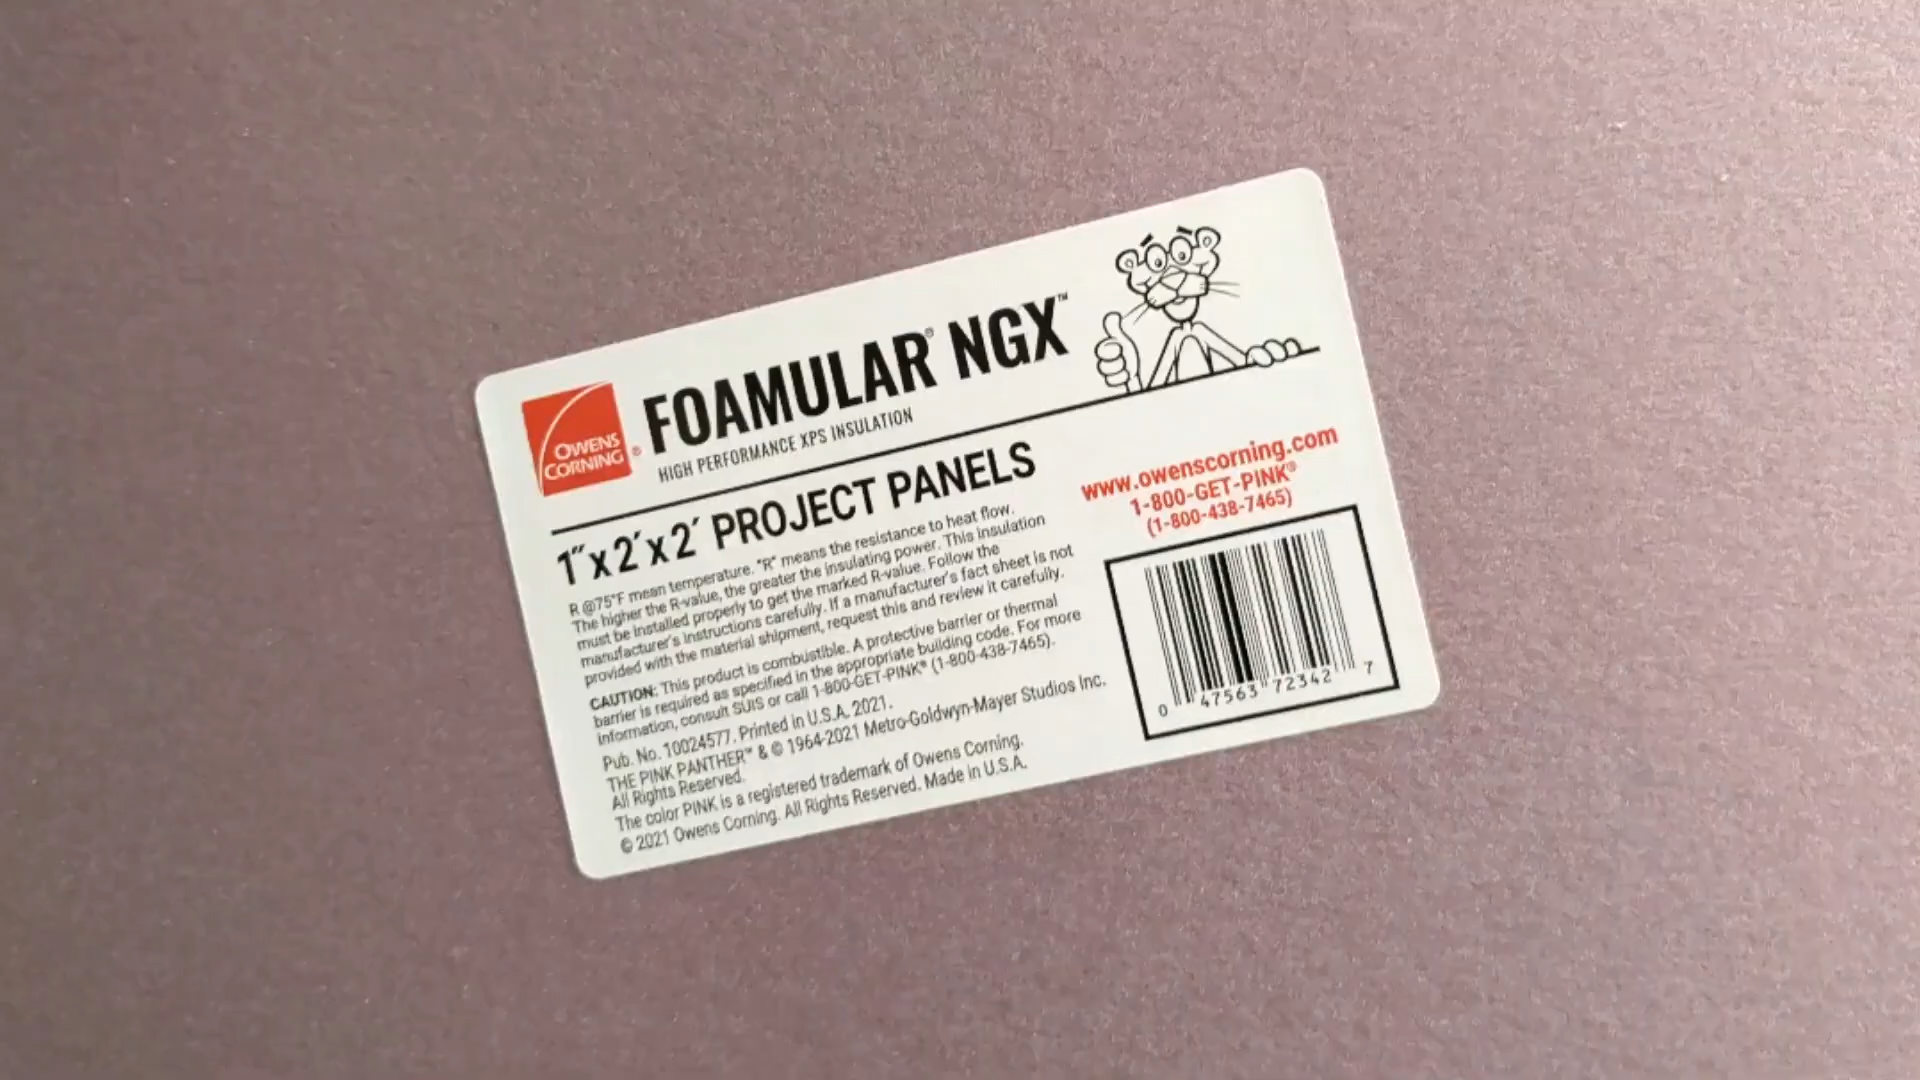 OWENS
CORNING ®
FOAMULAR® NGX™
HIGH PERFORMANCE XPS INSULATION
1″ x 2′ x 2′ PROJECT PANELS
R @75°F mean temperature. "R" means the resistance to heat flow.
The higher the R-value, the greater the insulating power. This insulation
must be installed properly to get the marked R-value. Follow the
manufacturer's instructions carefully. If a manufacturer's fact sheet is not
provided with the material shipment, request this and review it carefully.
CAUTION: This product is combustible. A protective barrier or thermal
barrier is required as specified in the appropriate building code. For more
information, consult SUIS or call 1-800-GET-PINK® (1-800-438-7465).
Pub. No. 10024577. Printed in U.S.A. 2021.
THE PINK PANTHER™ & © 1964-2021 Metro-Goldwyn-Mayer Studios Inc.
All Rights Reserved.
The color PINK is a registered trademark of Owens Corning.
© 2021 Owens Corning. All Rights Reserved. Made in U.S.A.
www.owenscorning.com
1-800-GET-PINK®
(1-800-438-7465)
0 47563 72342 7